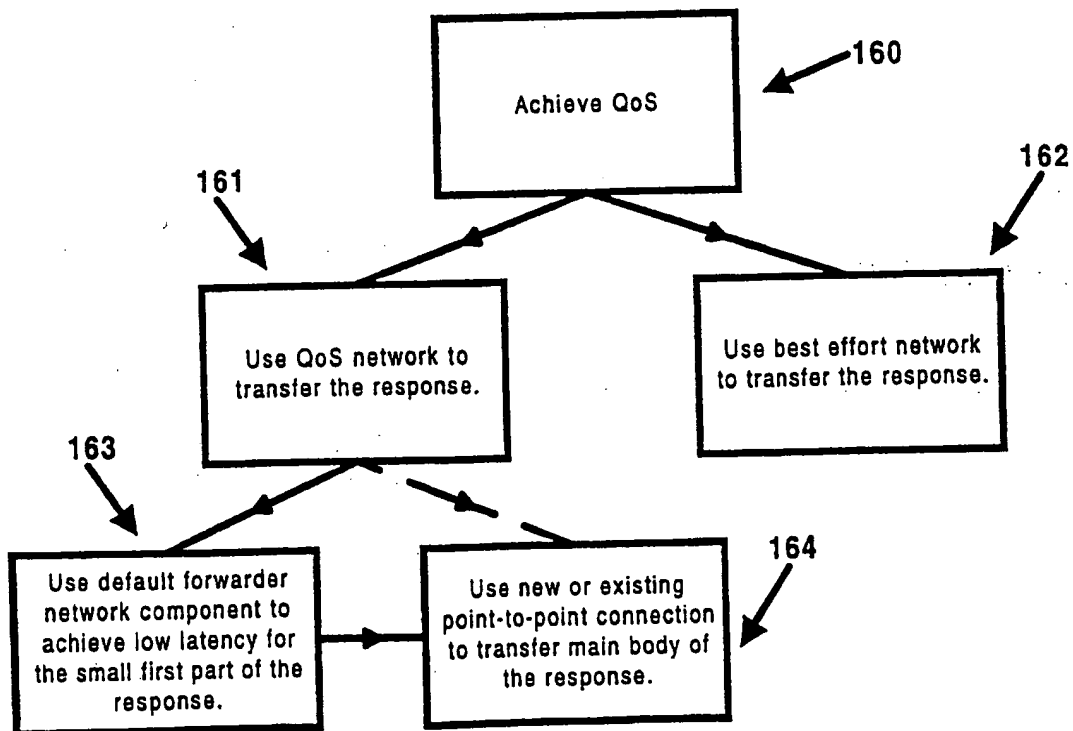 160
Achieve QoS
161
162
Use QoS network to
transfer the response.
Use best effort network
to transfer the response.
163
164
Use default forwarder
network component to
achieve low latency for
the small first part of the
response.
Use new or existing
point-to-point connection
to transfer main body of
the response.